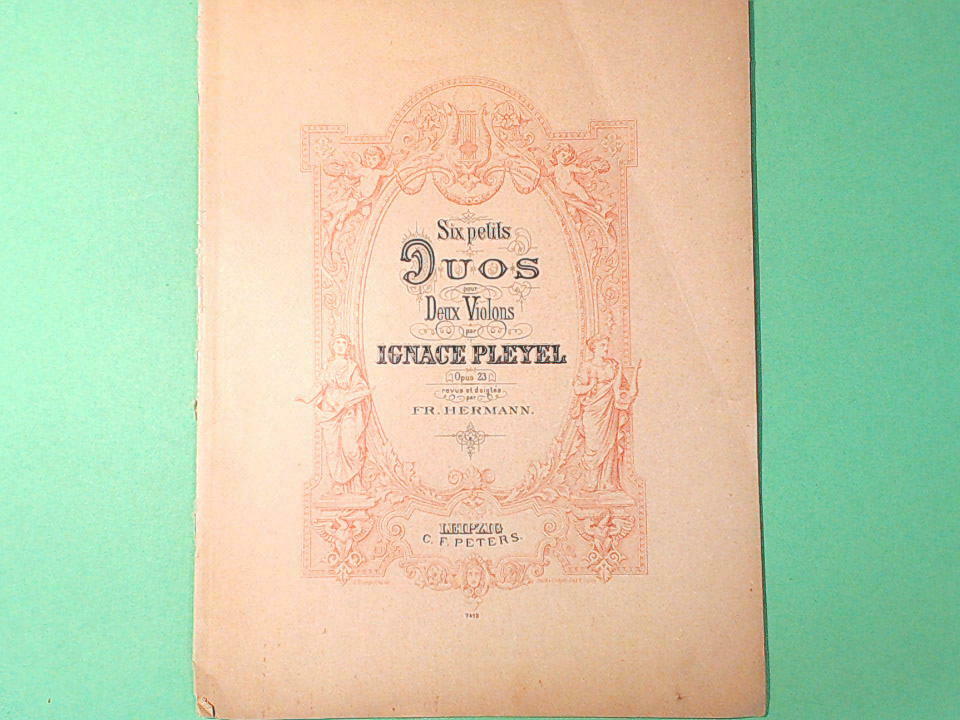 Six petits
Duos
pour
Deux Violons
par
IGNACE PLEYEL
Opus 23
revus et doigtés
par
FR. HERMANN.
LEIPZIG
C. F. PETERS.